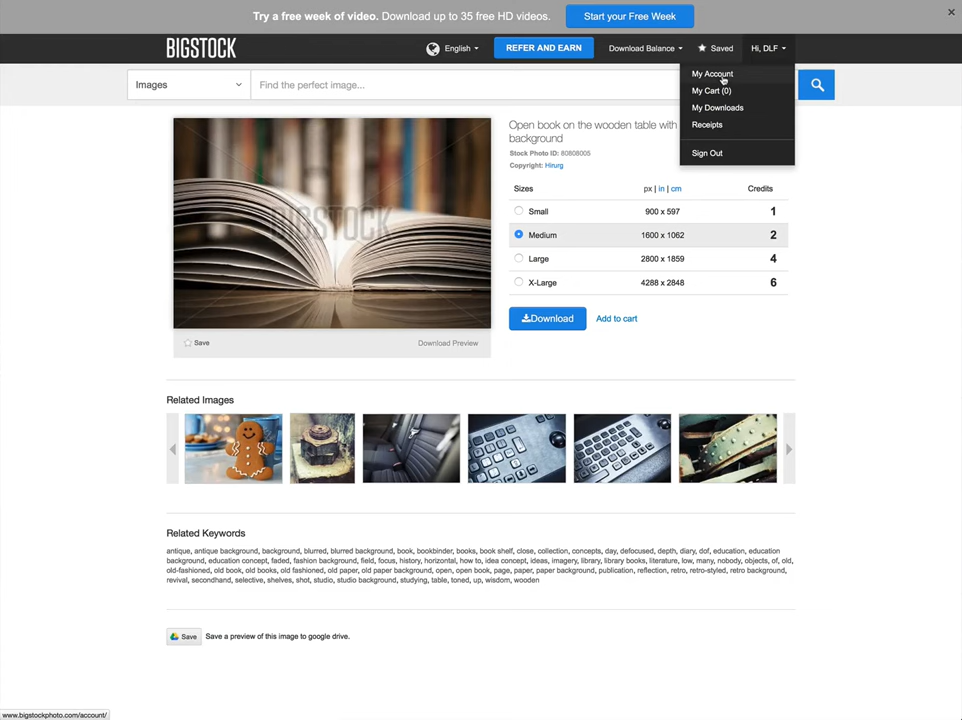 Try a free week of video. Download up to 35 free HD videos.
Start your Free Week
BIGSTOCK
English
REFER AND EARN
Download Balance
Saved
Hi, DLF
Images
Find the perfect image...
My Account
My Cart (0)
My Downloads
Receipts
Sign Out
Open book on the wooden table with
background
Stock Photo ID: 80808005
Copyright: Hirurg
BIGSTOCK
Sizes px | in | cm Credits
Small 900 x 597 1
Medium 1600 x 1062 2
Large 2800 x 1859 4
X-Large 4288 x 2848 6
Download
Add to cart
Save
Download Preview
Related Images
Related Keywords
antique, antique background, background, blurred, blurred background, book, bookbinder, books, book shelf, close, collection, concepts, day, defocused, depth, diary, dof, education, education
background, education concept, faded, fashion background, field, focus, history, horizontal, how to, idea concept, ideas, imagery, library, library books, literature, low, many, nobody, objects, of, old,
old-fashioned, old book, old books, old fashioned, old paper, old paper background, open, open book, page, paper, paper background, publication, reflection, retro, retro-styled, retro background,
revival, secondhand, selective, shelves, shot, studio, studio background, studying, table, toned, up, wisdom, wooden
Save
Save a preview of this image to google drive.
www.bigstockphoto.com/account/